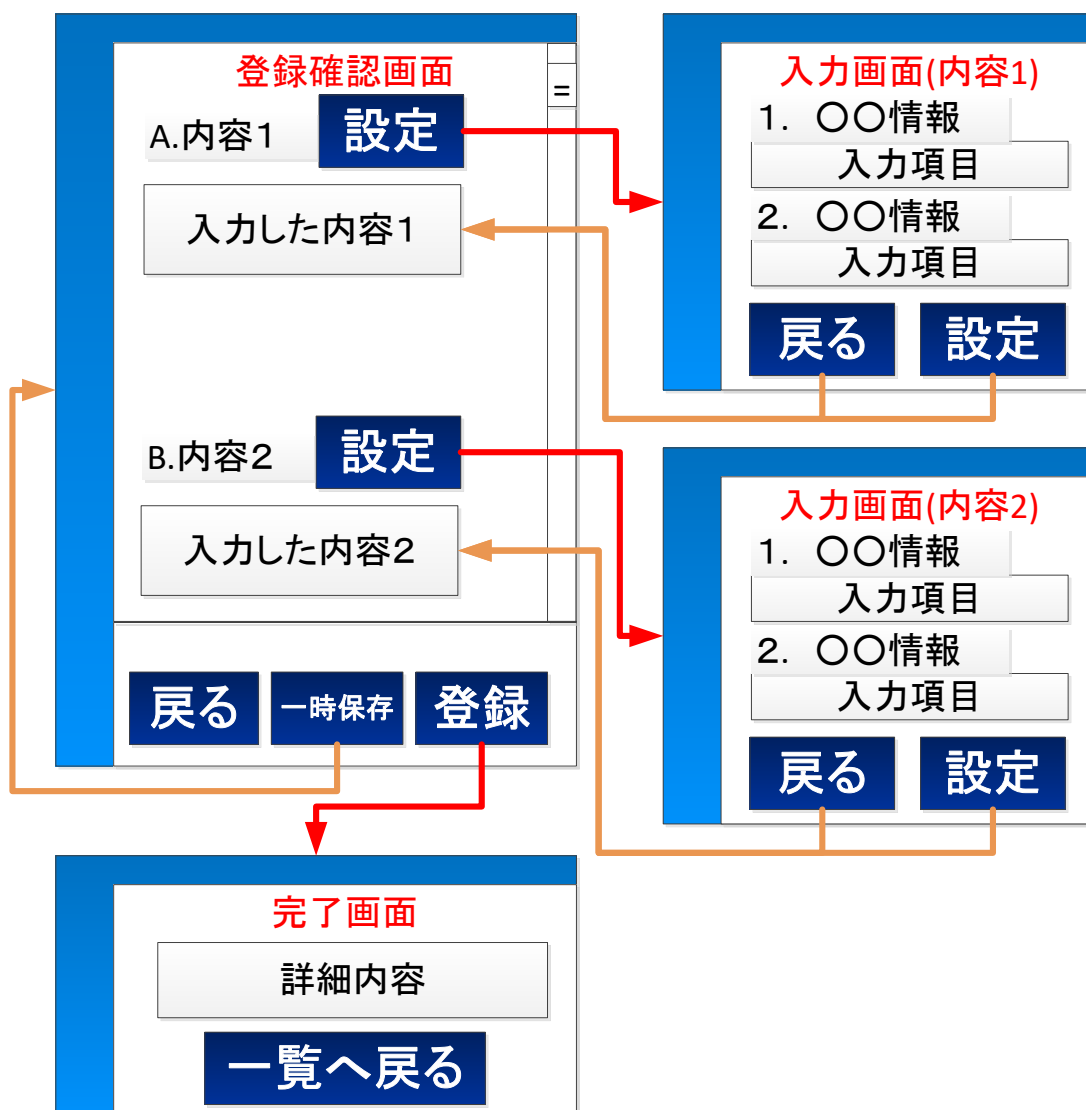 登録確認画面
=
A.内容1
設定
入力した内容1
B.内容2
設定
入力した内容2
戻る
一時保存
登録
入力画面(内容1)
1. 〇〇情報
入力項目
2. 〇〇情報
入力項目
戻る
設定
入力画面(内容2)
1. 〇〇情報
入力項目
2. 〇〇情報
入力項目
戻る
設定
完了画面
詳細内容
一覧へ戻る